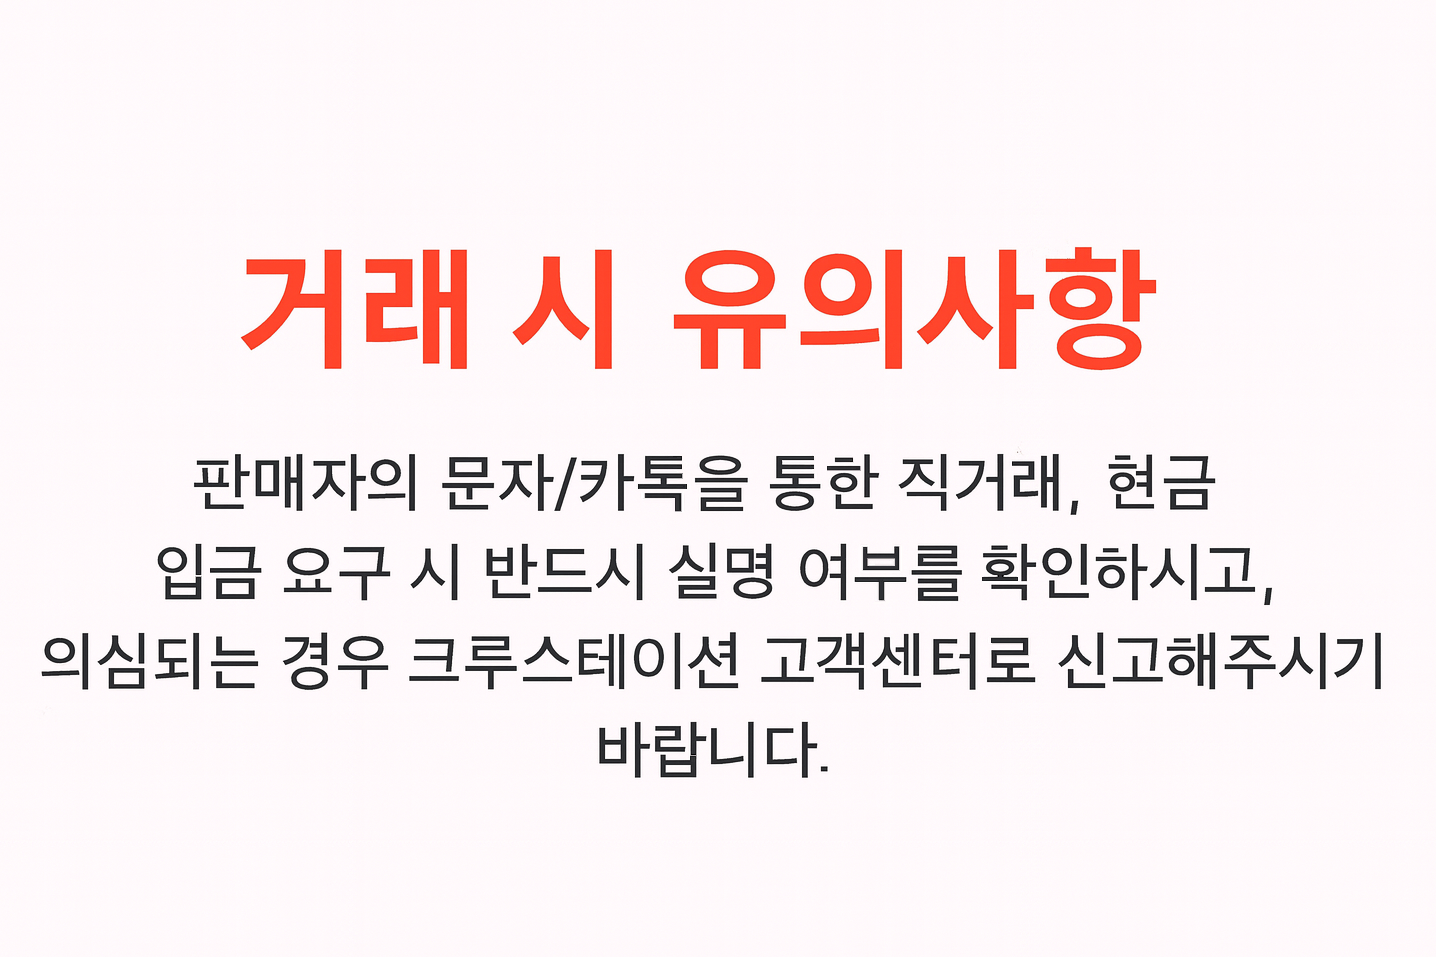 거래 시 유의사항
판매자의 문자/카톡을 통한 직거래, 현금
입금 요구 시 반드시 실명 여부를 확인하시고,
의심되는 경우 크루스테이션 고객센터로 신고해주시기
바랍니다.